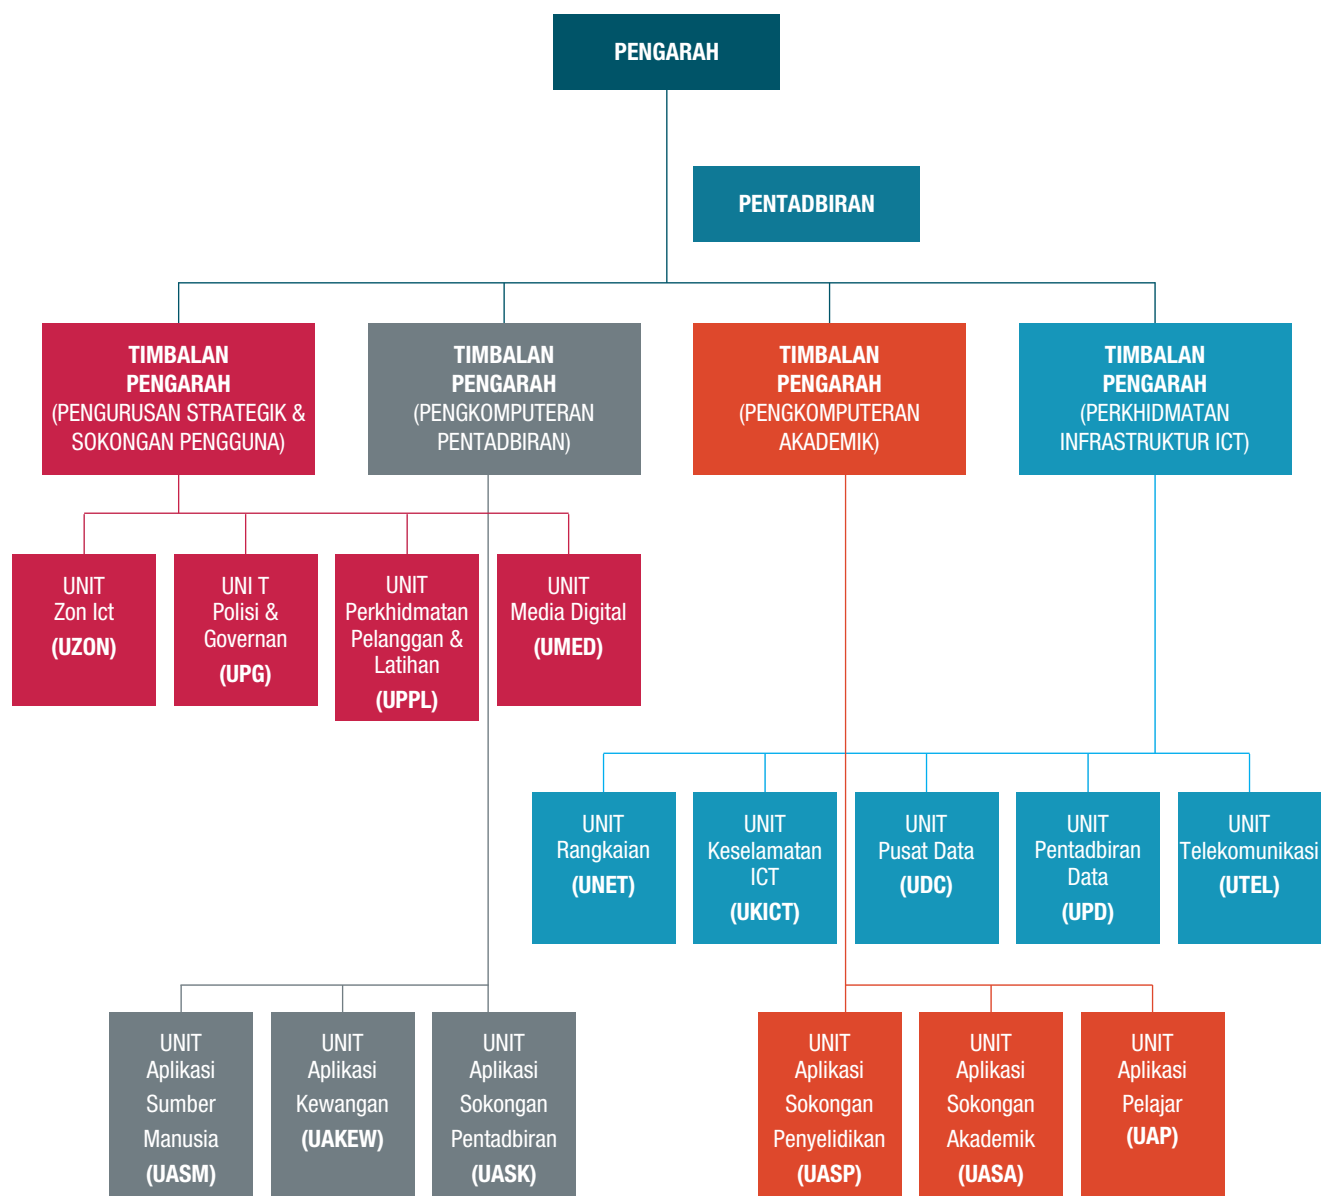 PENGARAH
PENTADBIRAN
TIMBALAN
PENGARAH
(PENGURUSAN STRATEGIK &
SOKONGAN PENGGUNA)
TIMBALAN
PENGARAH
(PENGKOMPUTERAN
PENTADBIRAN)
TIMBALAN
PENGARAH
(PENGKOMPUTERAN
AKADEMIK)
TIMBALAN
PENGARAH
(PERKHIDMATAN
INFRASTRUKTUR ICT)
UNIT
Zon Ict
(UZON)
UNI T
Polisi &
Governan
(UPG)
UNIT
Perkhidmatan
Pelanggan &
Latihan
(UPPL)
UNIT
Media Digital
(UMED)
UNIT
Rangkaian
(UNET)
UNIT
Keselamatan
ICT
(UKICT)
UNIT
Pusat Data
(UDC)
UNIT
Pentadbiran
Data
(UPD)
UNIT
Telekomunikasi
(UTEL)
UNIT
Aplikasi
Sumber
Manusia
(UASM)
UNIT
Aplikasi
Kewangan
(UAKEW)
UNIT
Aplikasi
Sokongan
Pentadbiran
(UASK)
UNIT
Aplikasi
Sokongan
Penyelidikan
(UASP)
UNIT
Aplikasi
Sokongan
Akademik
(UASA)
UNIT
Aplikasi
Pelajar
(UAP)